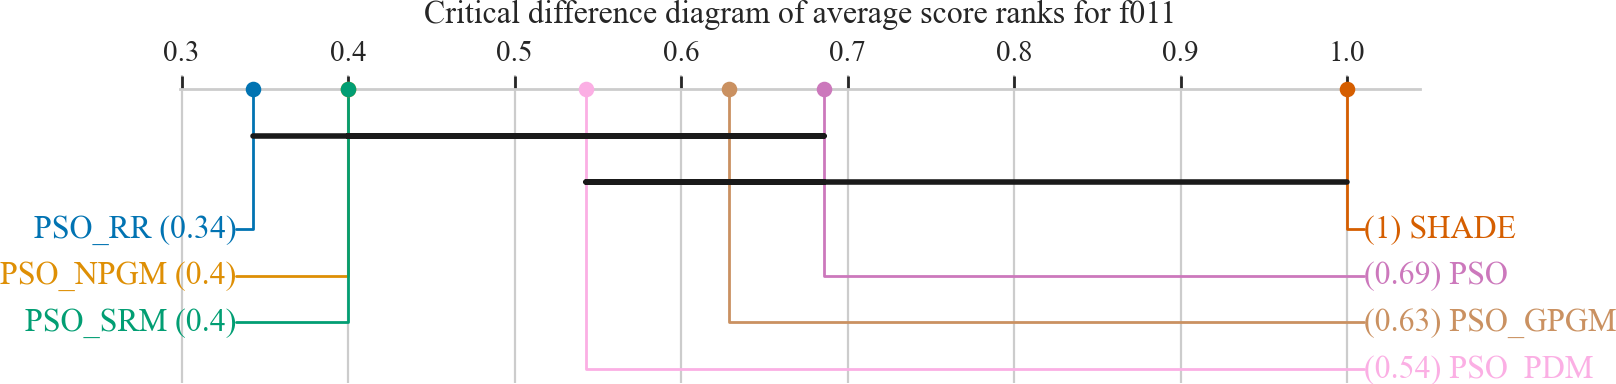 Critical difference diagram of average score ranks for f011
0.3 0.4 0.5 0.6 0.7 0.8 0.9 1.0
PSO_RR (0.34) (1) SHADE
PSO_NPGM (0.4) (0.69) PSO
PSO_SRM (0.4) (0.63) PSO_GPGM
(0.54) PSO_PDM